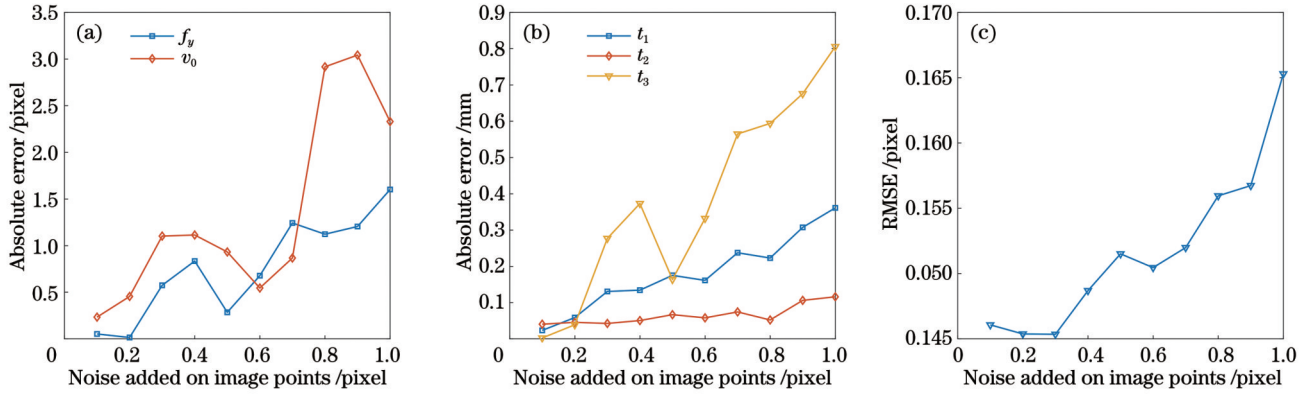 (a)
f_y
v_0
3.5
3.0
2.5
2.0
1.5
1.0
0.5
0
0.2
0.4
0.6
0.8
1.0
Absolute error /pixel
Noise added on image points /pixel
(b)
t_1
t_2
t_3
0.9
0.8
0.7
0.6
0.5
0.4
0.3
0.2
0.1
0
0.2
0.4
0.6
0.8
1.0
Absolute error /mm
Noise added on image points /pixel
(c)
0.170
0.165
0.160
0.155
0.050
0.145
0
0.2
0.4
0.6
0.8
1.0
RMSE /pixel
Noise added on image points /pixel